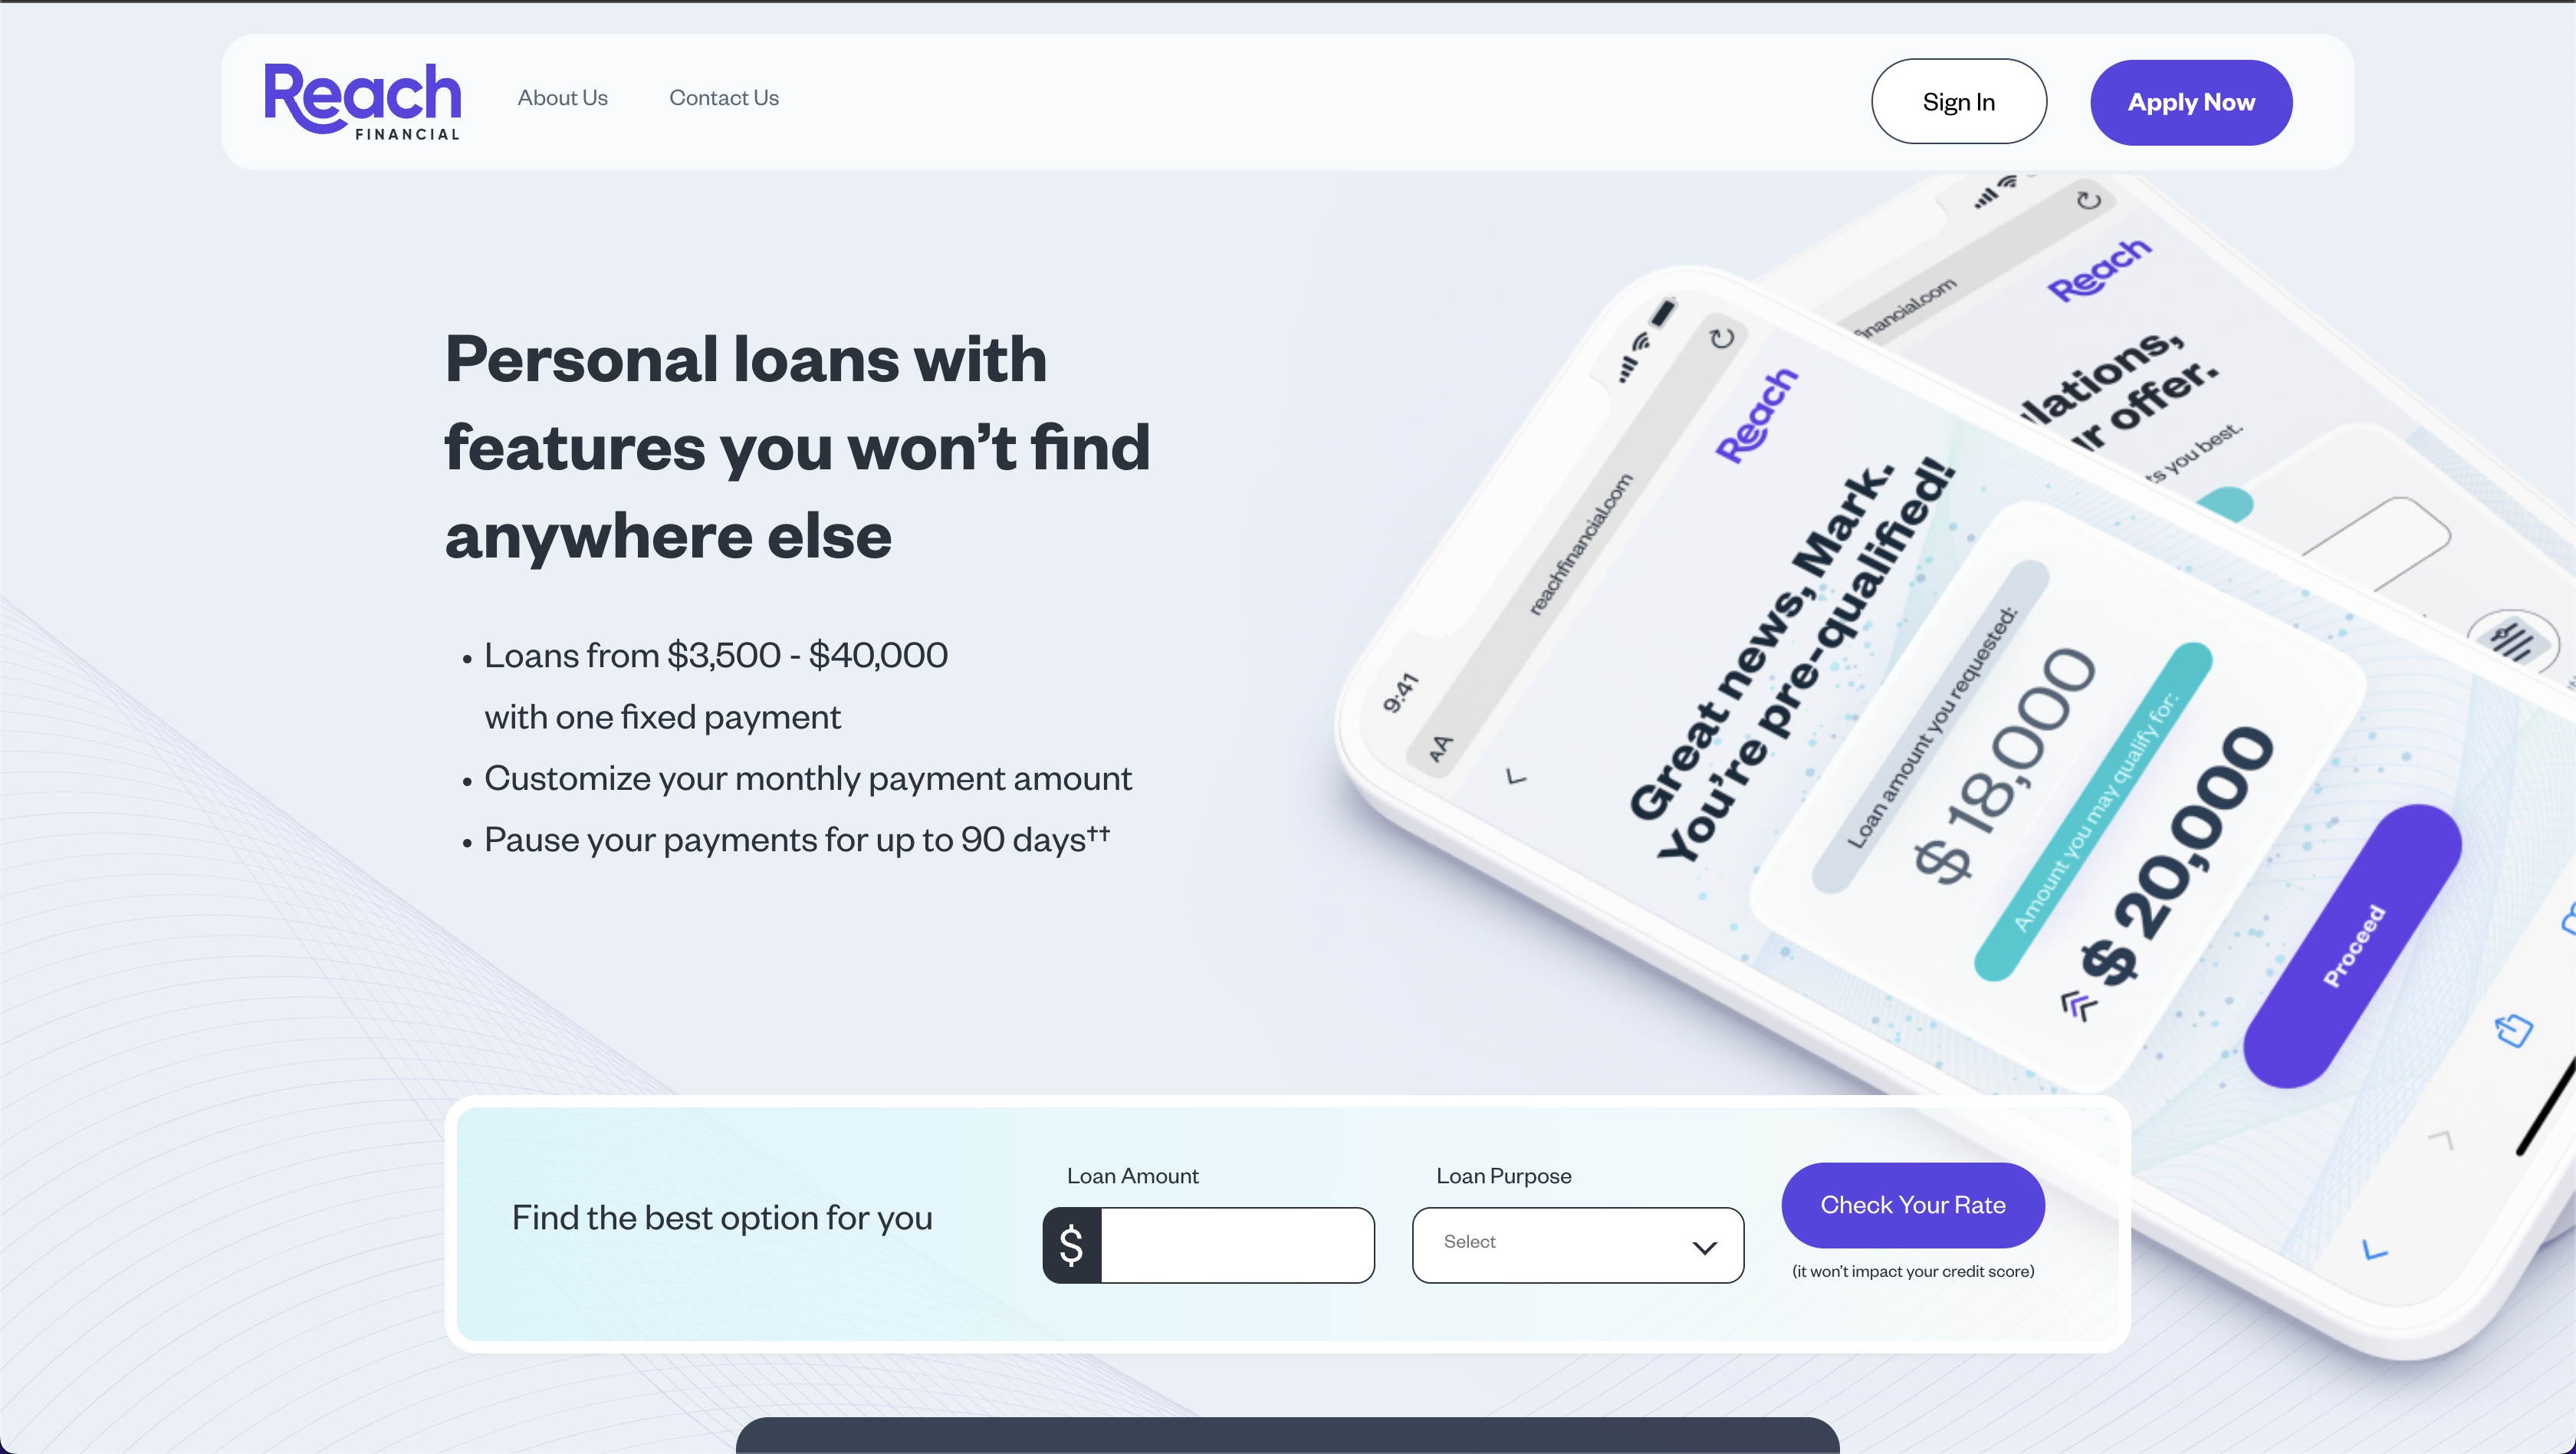 Reach
FINANCIAL
About Us
Contact Us
Sign In
Apply Now
Personal loans with
features you won’t find
anywhere else
• Loans from $3,500 - $40,000
with one fixed payment
• Customize your monthly payment amount
• Pause your payments for up to 90 days††
financial.com
Reach
lations,
ur offer.
ts you best.
9:41
AA
reachfinancial.com
Reach
Great news, Mark.
You’re pre-qualified!
Loan amount you requested:
$ 18,000
Amount you may qualify for:
$ 20,000
Proceed
Find the best option for you
Loan Amount
$
Loan Purpose
Select
Check Your Rate
(it won’t impact your credit score)